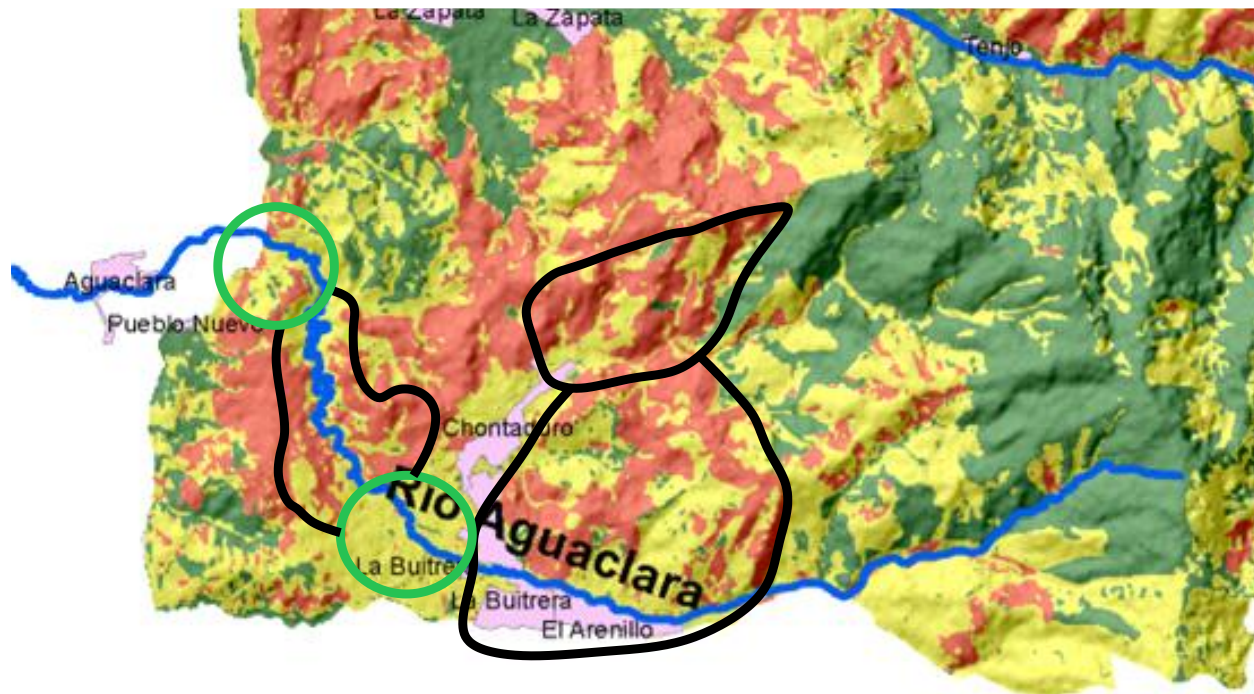 La Zapata
La Zapata
Tenjo
Aguaclara
Pueblo Nuevo
Chontaduro
Río Aguaclara
La Buitrera
La Buitrera
El Arenillo